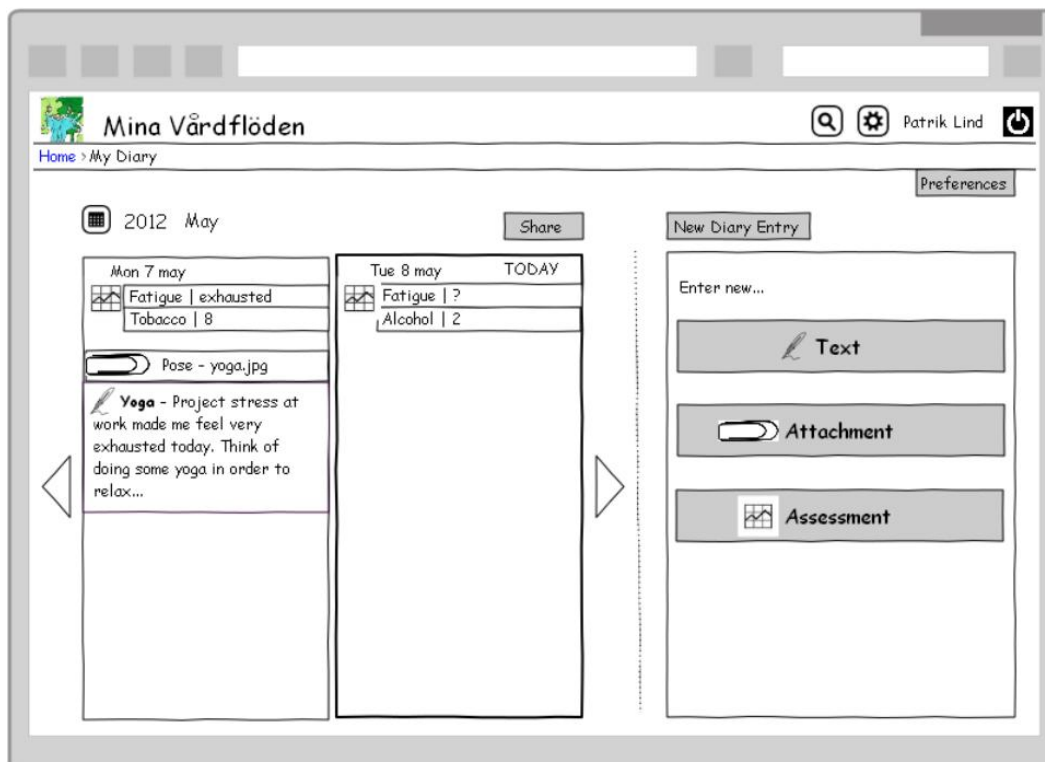 Mina Vårdflöden
Patrik Lind
Home > My Diary
Preferences
2012 May
Share
New Diary Entry
Mon 7 may
Fatigue | exhausted
Tobacco | 8
Pose - yoga.jpg
Yoga - Project stress at
work made me feel very
exhausted today. Think of
doing some yoga in order to
relax...
Tue 8 may TODAY
Fatigue | ?
Alcohol | 2
Enter new...
Text
Attachment
Assessment